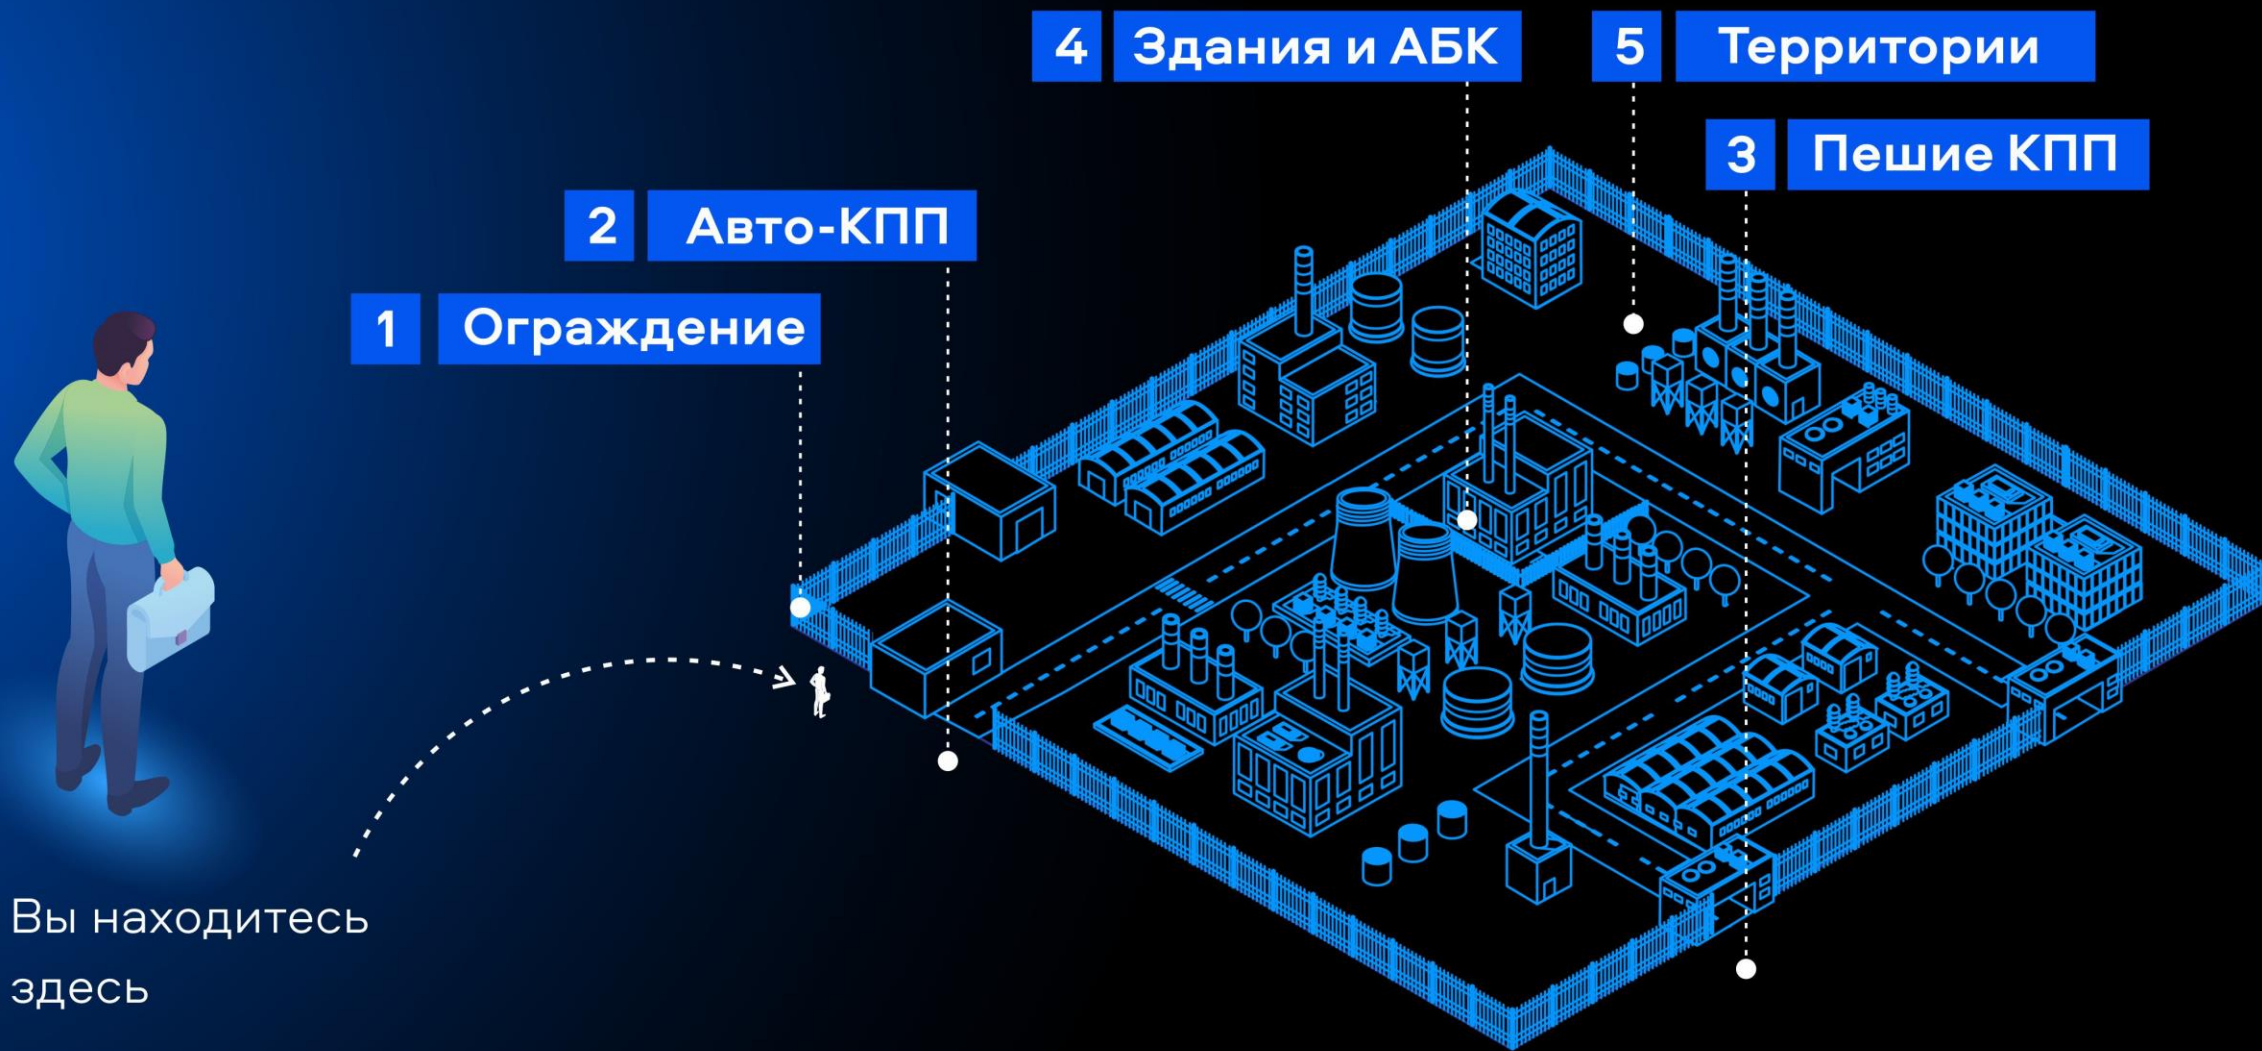 4 Здания и АБК
5 Территории
3 Пешие КПП
2 Авто-КПП
1 Ограждение
Вы находитесь
здесь